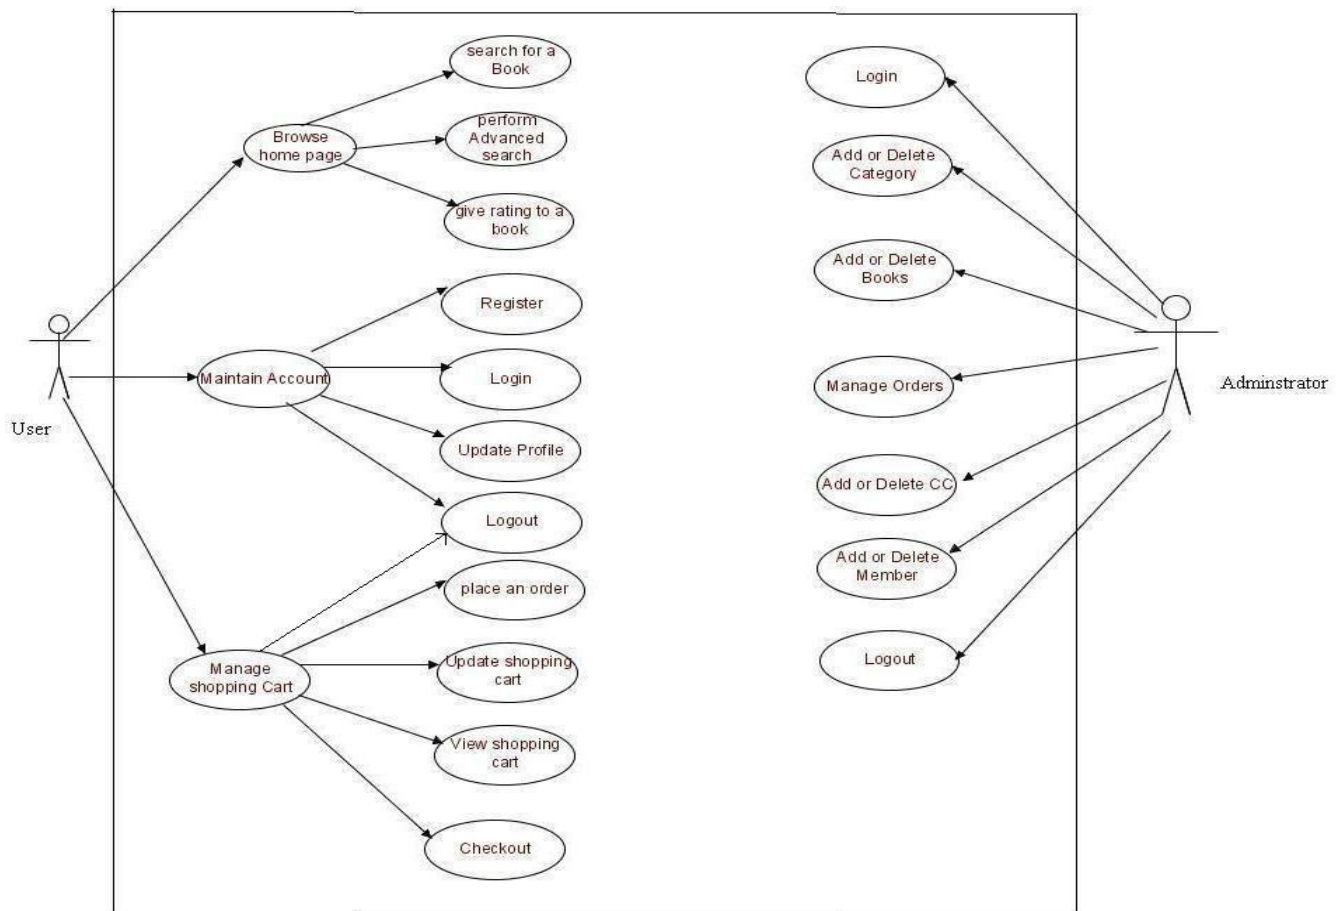 search for a
Book
Browse
home page
perform
Advanced
search
give rating to a
book
Register
Maintain Account
Login
Update Profile
Logout
User
place an order
Manage
shopping Cart
Update shopping
cart
View shopping
cart
Checkout
Login
Add or Delete
Category
Add or Delete
Books
Manage Orders
Adminstrator
Add or Delete CC
Add or Delete
Member
Logout